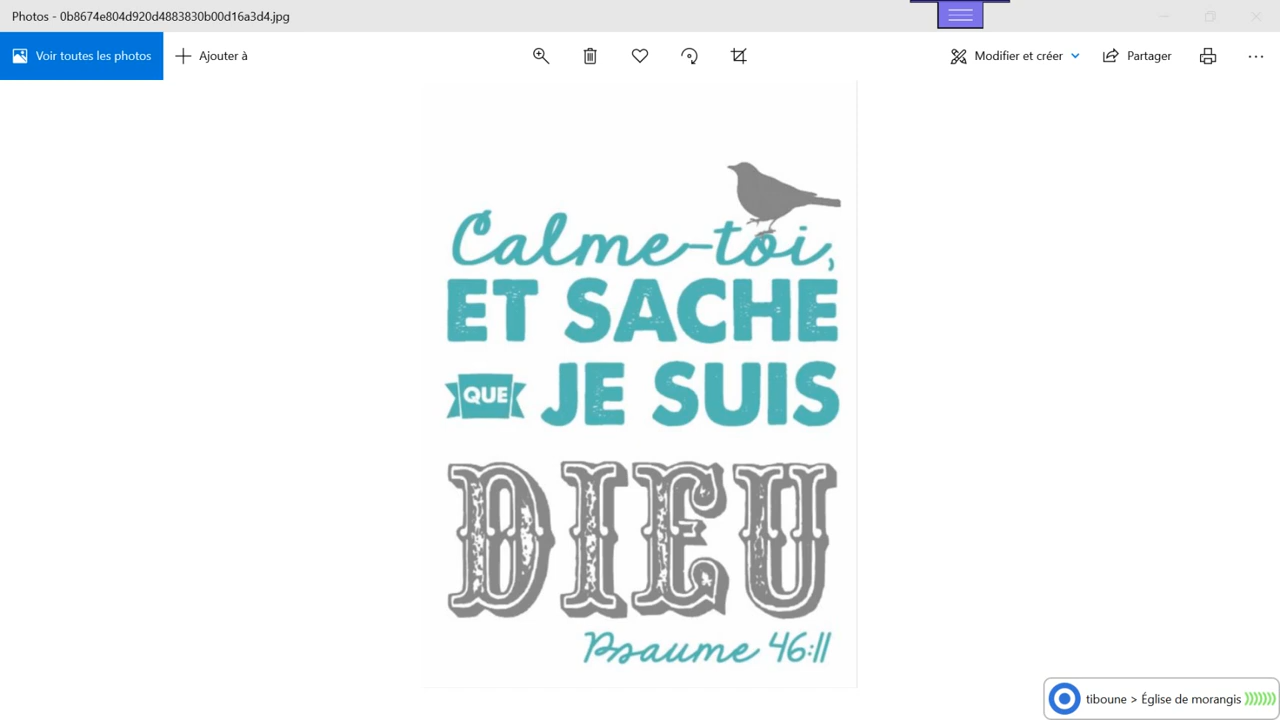 Photos - 0b8674e804d920d4883830b00d16a3d4.jpg
Voir toutes les photos
Ajouter à
Modifier et créer
Partager
Calme-toi,
ET SACHE
QUE JE SUIS
DIEU
Psaume 46:11
tiboune > Église de morangis